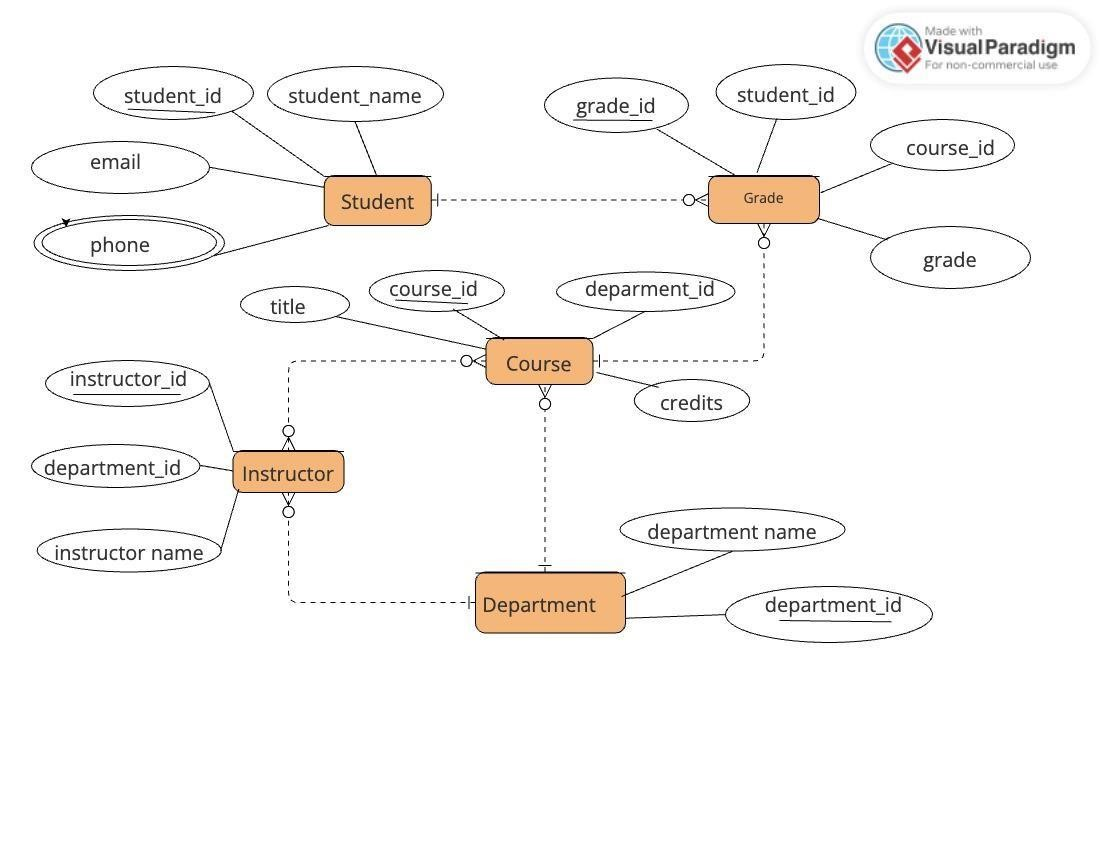 Made with
Visual Paradigm
For non-commercial use
student_id
student_name
grade_id
student_id
email
course_id
Student
Grade
phone
grade
title
course_id
deparment_id
Course
instructor_id
credits
department_id
Instructor
department name
instructor name
Department
department_id